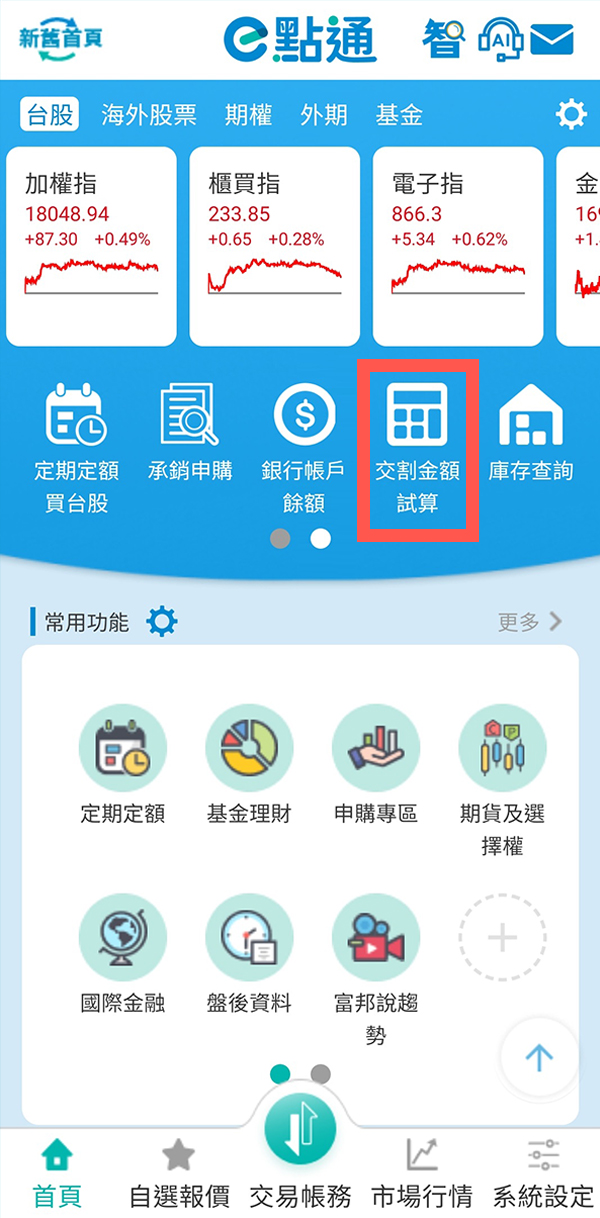 新舊首頁
e點通
智
AI
台股 海外股票 期權 外期 基金
加權指 櫃買指 電子指 金
18048.94 233.85 866.3
+87.30 +0.49% +0.65 +0.28% +5.34 +0.62%
定期定額 承銷申購 銀行帳戶 交割金額 庫存查詢
買台股 餘額 試算
常用功能 更多
C P
定期定額 基金理財 申購專區 期貨及選
擇權
國際金融 盤後資料 富邦說趨
勢
首頁 自選報價 交易帳務 市場行情 系統設定